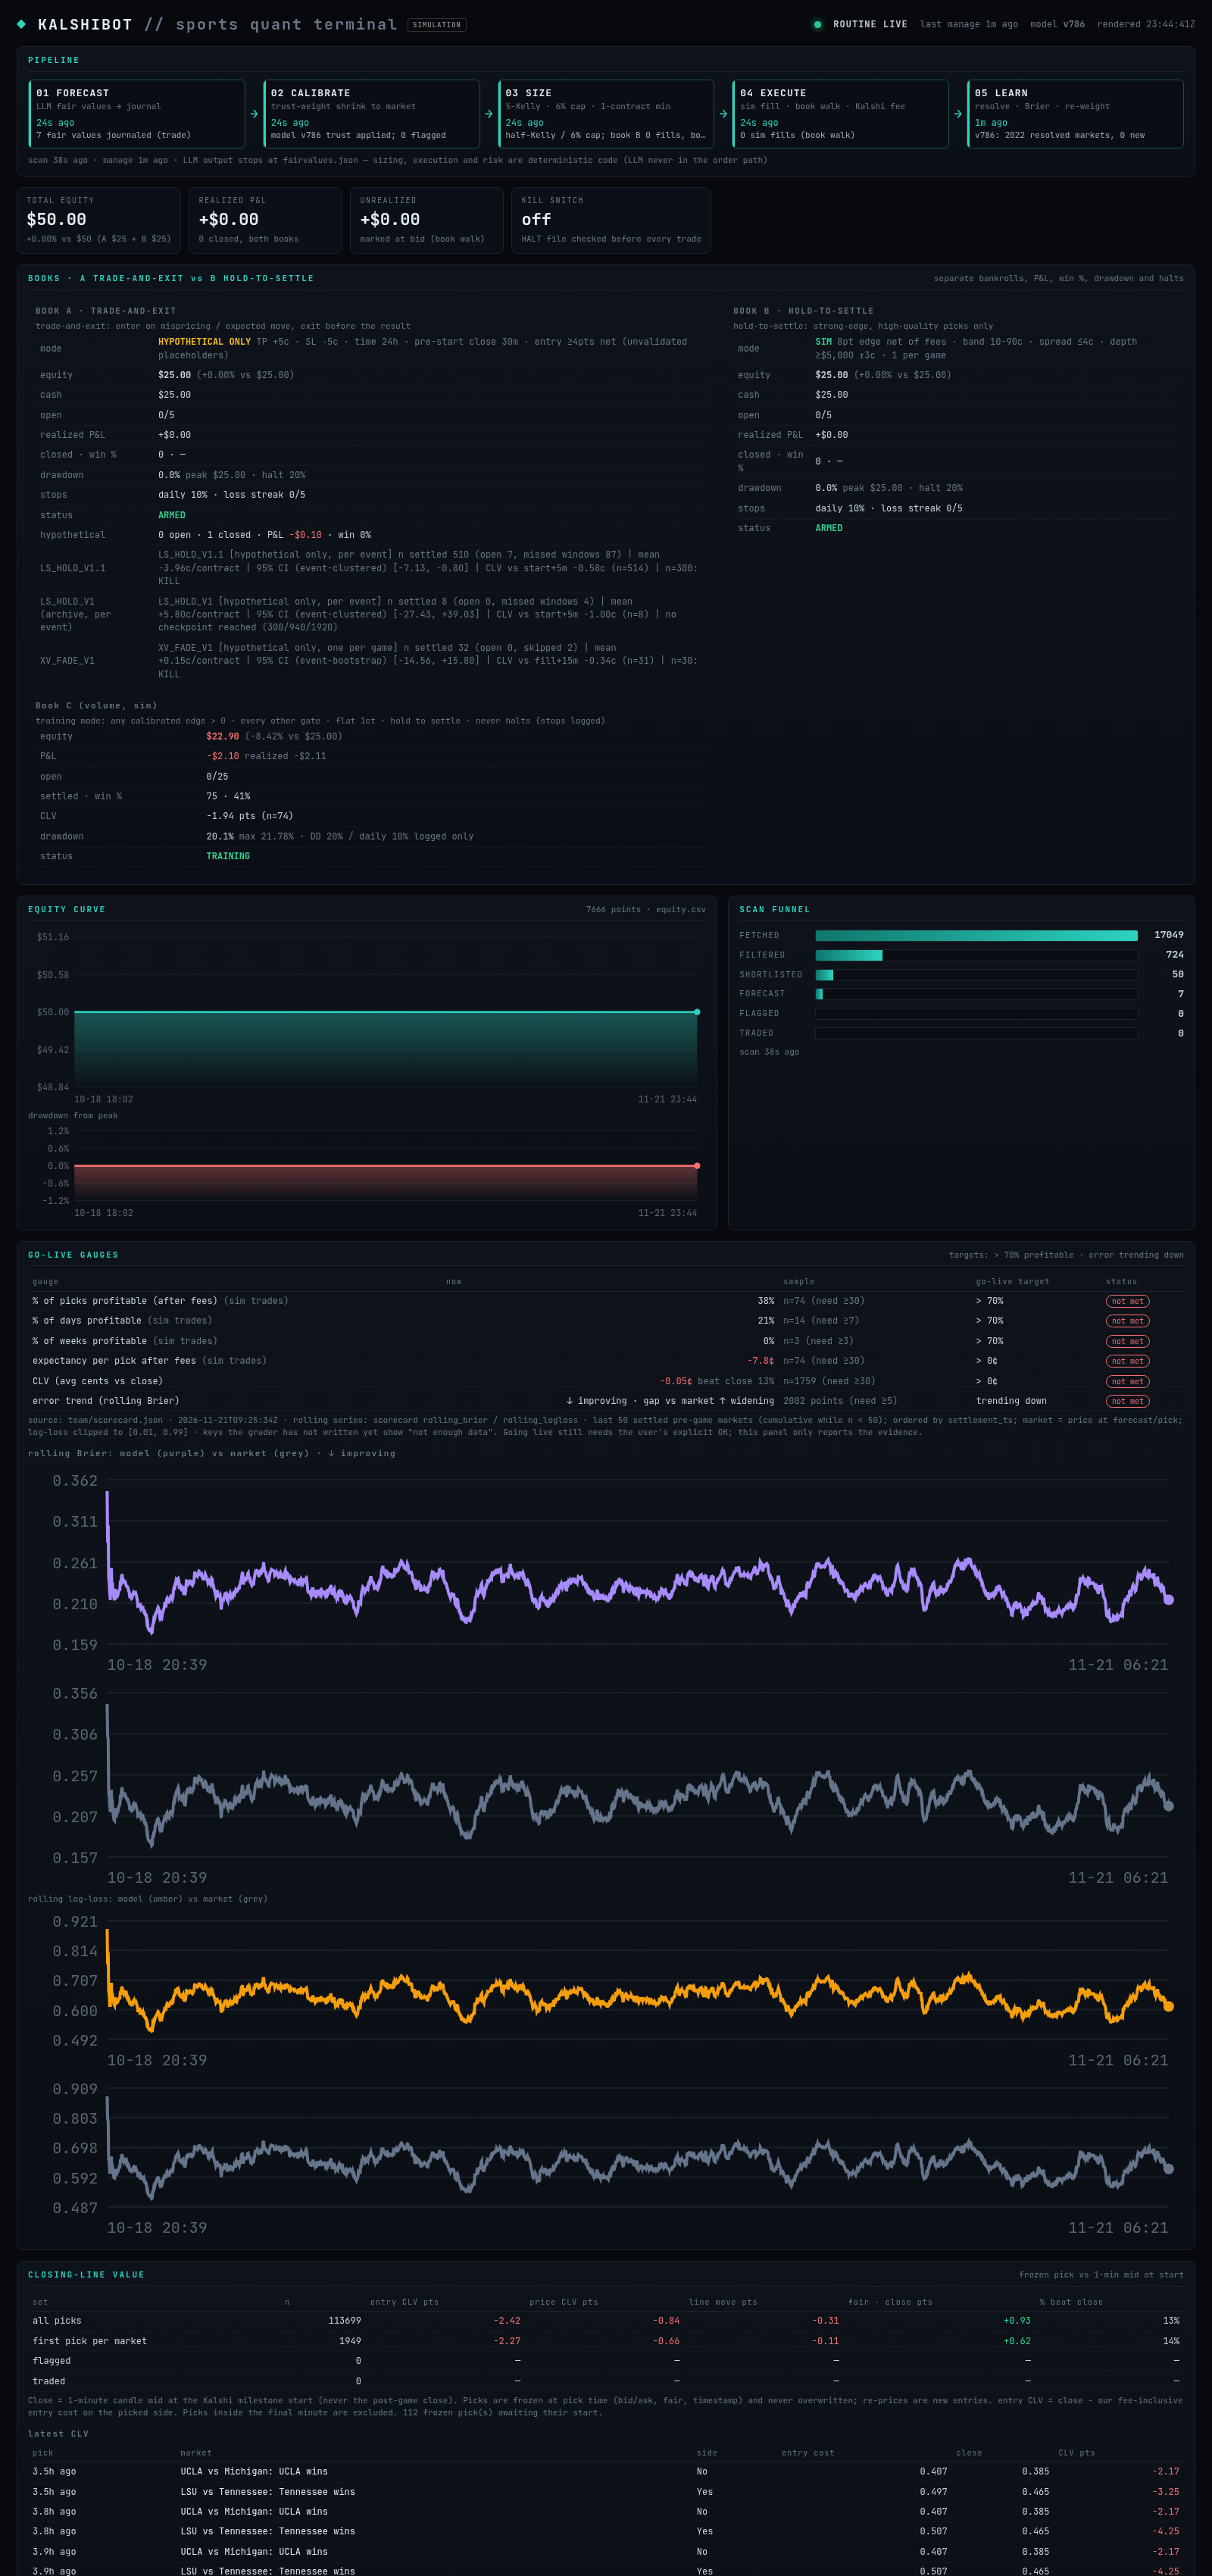 ◆ KALSHIBOT // sports quant terminal SIMULATION
ROUTINE LIVE last manage 1m ago model v786 rendered 23:44:41Z
PIPELINE
01 FORECAST
LLM fair values → journal
24s ago
7 fair values journaled (trade)
→
02 CALIBRATE
trust-weight shrink to market
24s ago
model v786 trust applied; 0 flagged
→
03 SIZE
½-Kelly · 6% cap · 1-contract min
24s ago
half-Kelly / 6% cap; book B 0 fills, bo…
→
04 EXECUTE
sim fill · book walk · Kalshi fee
24s ago
0 sim fills (book walk)
→
05 LEARN
resolve · Brier · re-weight
1m ago
v786: 2022 resolved markets, 0 new
scan 38s ago · manage 1m ago · LLM output stops at fairvalues.json — sizing, execution and risk are deterministic code (LLM never in the order path)
TOTAL EQUITY
$50.00
+0.00% vs $50 (A $25 + B $25)
REALIZED P&L
+$0.00
0 closed, both books
UNREALIZED
+$0.00
marked at bid (book walk)
KILL SWITCH
off
HALT file checked before every trade
BOOKS · A TRADE-AND-EXIT vs B HOLD-TO-SETTLE
separate bankrolls, P&L, win %, drawdown and halts
BOOK A · TRADE-AND-EXIT
trade-and-exit: enter on mispricing / expected move, exit before the result
mode HYPOTHETICAL ONLY TP +5c · SL -5c · time 24h · pre-start close 30m · entry ≥4pts net (unvalidated
placeholders)
equity $25.00 (+0.00% vs $25.00)
cash $25.00
open 0/5
realized P&L +$0.00
closed · win % 0 · —
drawdown 0.0% peak $25.00 · halt 20%
stops daily 10% · loss streak 0/5
status ARMED
hypothetical 0 open · 1 closed · P&L -$0.10 · win 0%
LS_HOLD_V1.1 LS_HOLD_V1.1 [hypothetical only, per event] n settled 510 (open 7, missed windows 87) | mean
-3.96c/contract | 95% CI (event-clustered) [-7.13, -0.80] | CLV vs start+5m -0.58c (n=514) | n=300:
KILL
LS_HOLD_V1 (archive, per event) LS_HOLD_V1 [hypothetical only, per event] n settled 8 (open 0, missed windows 4) | mean
+5.80c/contract | 95% CI (event-clustered) [-27.43, +39.03] | CLV vs start+5m -1.00c (n=8) | no
checkpoint reached (300/940/1920)
XV_FADE_V1 XV_FADE_V1 [hypothetical only, one per game] n settled 32 (open 0, skipped 2) | mean
+0.15c/contract | 95% CI (event-bootstrap) [-14.56, +15.80] | CLV vs fill+15m -0.34c (n=31) | n=30:
KILL
BOOK B · HOLD-TO-SETTLE
hold-to-settle: strong-edge, high-quality picks only
mode SIM 8pt edge net of fees · band 10-90c · spread ≤4c · depth
≥$5,000 ±3c · 1 per game
equity $25.00 (+0.00% vs $25.00)
cash $25.00
open 0/5
realized P&L +$0.00
closed · win % 0 · —
drawdown 0.0% peak $25.00 · halt 20%
stops daily 10% · loss streak 0/5
status ARMED
Book C (volume, sim)
training mode: any calibrated edge > 0 · every other gate · flat 1ct · hold to settle · never halts (stops logged)
equity $22.90 (-8.42% vs $25.00)
P&L -$2.10 realized -$2.11
open 0/25
settled · win % 75 · 41%
CLV -1.94 pts (n=74)
drawdown 20.1% max 21.78% · DD 20% / daily 10% logged only
status TRAINING
EQUITY CURVE
7666 points · equity.csv
$51.16
$50.58
$50.00
$49.42
$48.84
10-18 18:02 11-21 23:44
drawdown from peak
1.2%
0.6%
0.0%
-0.6%
-1.2%
10-18 18:02 11-21 23:44
SCAN FUNNEL
FETCHED 17049
FILTERED 724
SHORTLISTED 50
FORECAST 7
FLAGGED 0
TRADED 0
scan 38s ago
GO-LIVE GAUGES
targets: > 70% profitable · error trending down
gauge now sample go-live target status
% of picks profitable (after fees) (sim trades) 38% n=74 (need ≥30) > 70% not met
% of days profitable (sim trades) 21% n=14 (need ≥7) > 70% not met
% of weeks profitable (sim trades) 0% n=3 (need ≥3) > 70% not met
expectancy per pick after fees (sim trades) -7.8¢ n=74 (need ≥30) > 0¢ not met
CLV (avg cents vs close) -0.05¢ beat close 13% n=1759 (need ≥30) > 0¢ not met
error trend (rolling Brier) ↓ improving · gap vs market ↑ widening 2002 points (need ≥5) trending down not met
source: team/scorecard.json · 2026-11-21T09:25:34Z · rolling series: scorecard rolling_brier / rolling_logloss · last 50 settled pre-game markets (cumulative while n < 50); ordered by settlement_ts; market = price at forecast/pick;
log-loss clipped to [0.01, 0.99] · keys the grader has not written yet show "not enough data". Going live still needs the user's explicit OK; this panel only reports the evidence.
rolling Brier: model (purple) vs market (grey) · ↓ improving
0.362
0.311
0.261
0.210
0.159
10-18 20:39 11-21 06:21
0.356
0.306
0.257
0.207
0.157
10-18 20:39 11-21 06:21
rolling log-loss: model (amber) vs market (grey)
0.921
0.814
0.707
0.600
0.492
10-18 20:39 11-21 06:21
0.909
0.803
0.698
0.592
0.487
10-18 20:39 11-21 06:21
CLOSING-LINE VALUE
frozen pick vs 1-min mid at start
set n entry CLV pts price CLV pts line move pts fair - close pts % beat close
all picks 113699 -2.42 -0.84 -0.31 +0.93 13%
first pick per market 1949 -2.27 -0.66 -0.11 +0.62 14%
flagged 0 — — — — —
traded 0 — — — — —
Close = 1-minute candle mid at the Kalshi milestone start (never the post-game close). Picks are frozen at pick time (bid/ask, fair, timestamp) and never overwritten; re-prices are new entries. entry CLV = close - our fee-inclusive
entry cost on the picked side. Picks inside the final minute are excluded. 112 frozen pick(s) awaiting their start.
latest CLV
pick market side entry cost close CLV pts
3.5h ago UCLA vs Michigan: UCLA wins No 0.407 0.385 -2.17
3.5h ago LSU vs Tennessee: Tennessee wins Yes 0.497 0.465 -3.25
3.8h ago UCLA vs Michigan: UCLA wins No 0.407 0.385 -2.17
3.8h ago LSU vs Tennessee: Tennessee wins Yes 0.507 0.465 -4.25
3.9h ago UCLA vs Michigan: UCLA wins No 0.407 0.385 -2.17
3.9h ago LSU vs Tennessee: Tennessee wins Yes 0.507 0.465 -4.25